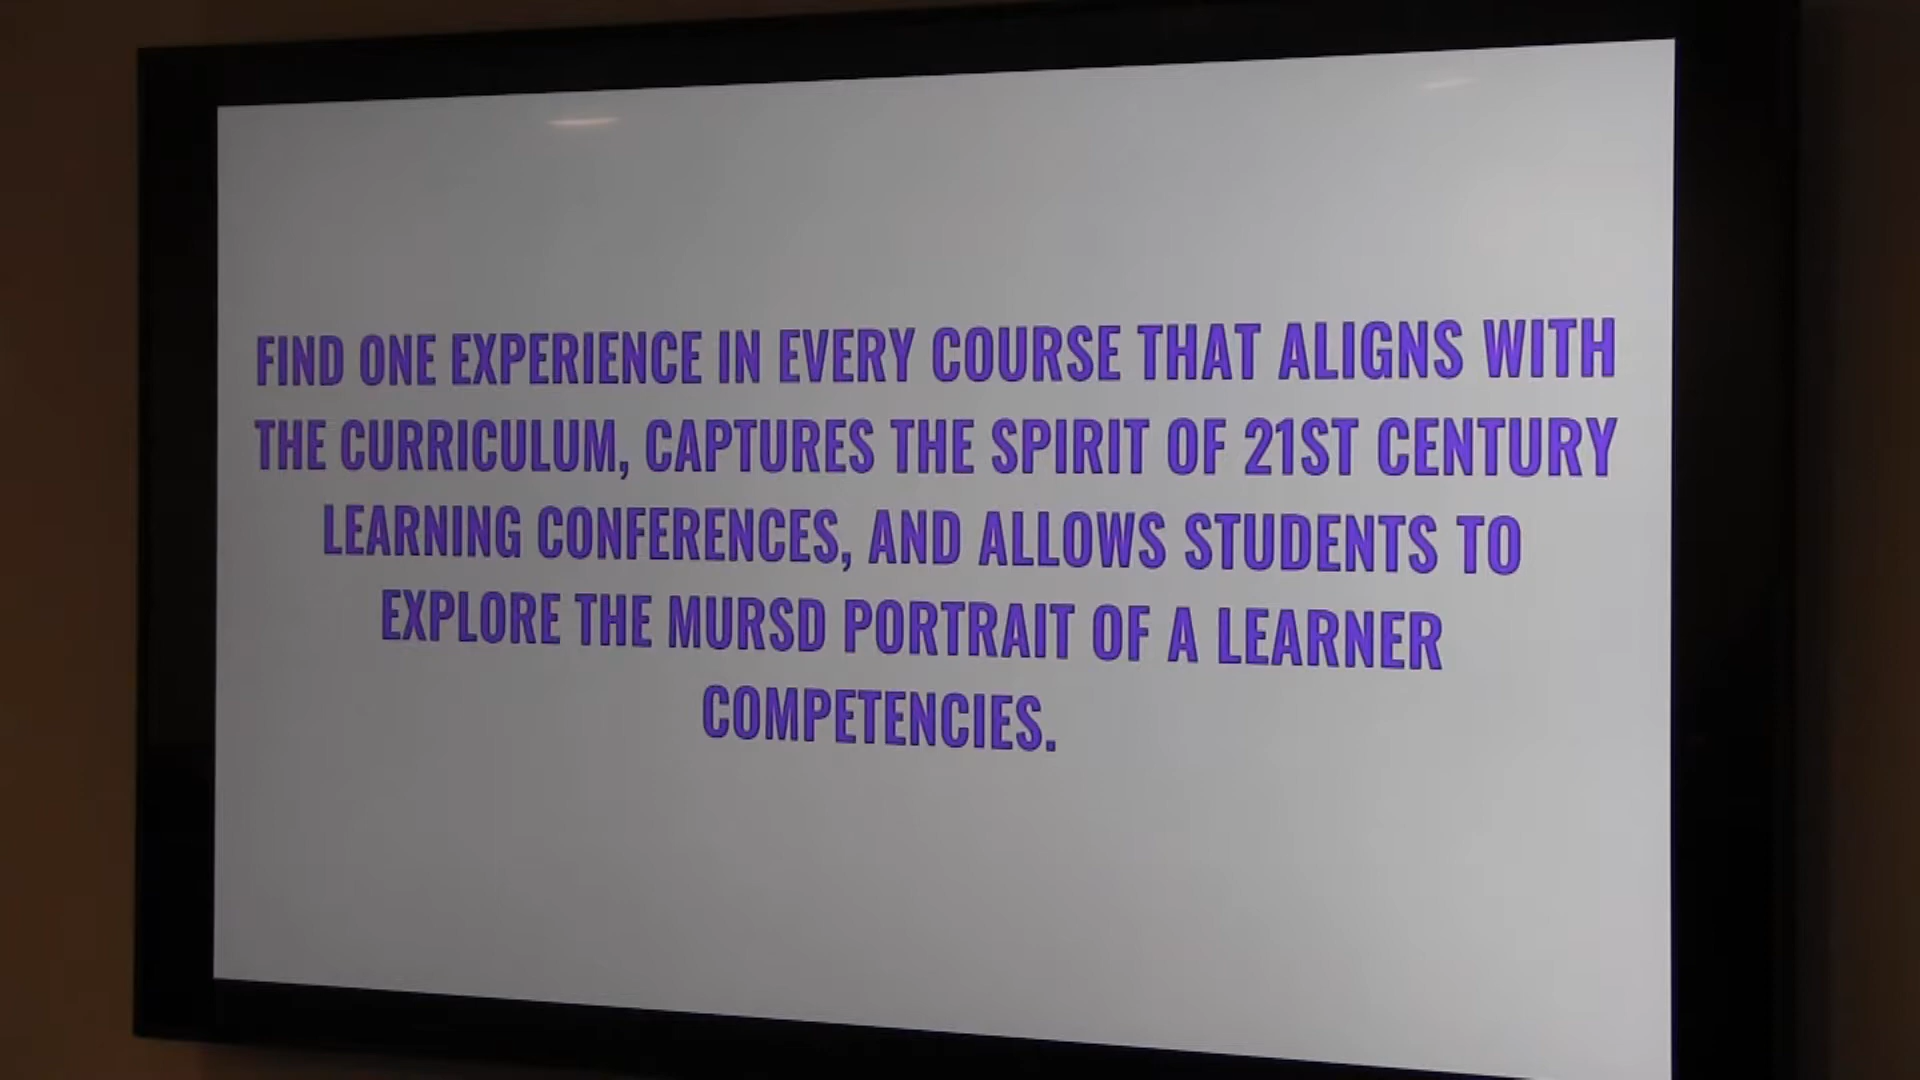 FIND ONE EXPERIENCE IN EVERY COURSE THAT ALIGNS WITH
THE CURRICULUM, CAPTURES THE SPIRIT OF 21ST CENTURY
LEARNING CONFERENCES, AND ALLOWS STUDENTS TO
EXPLORE THE MURSD PORTRAIT OF A LEARNER
COMPETENCIES.